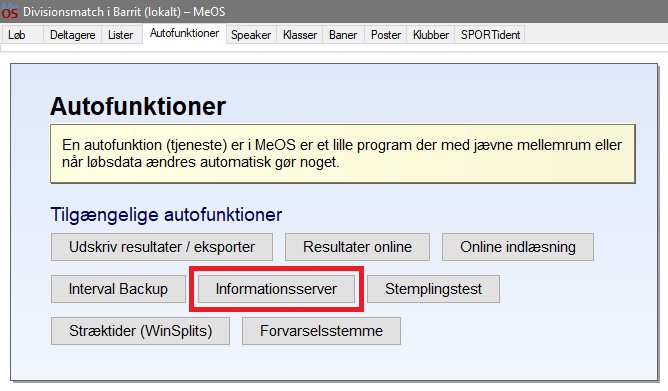 MeOS Divisionsmatch i Barrit (lokalt) – MeOS
Løb Deltagere Lister Autofunktioner Speaker Klasser Baner Poster Klubber SPORTident
Autofunktioner
En autofunktion (tjeneste) er i MeOS er et lille program der med jævne mellemrum eller
når løbsdata ændres automatisk gør noget.
Tilgængelige autofunktioner
Udskriv resultater / eksporter Resultater online Online indlæsning
Interval Backup Informationsserver Stemplingstest
Stræktider (WinSplits) Forvarselsstemme